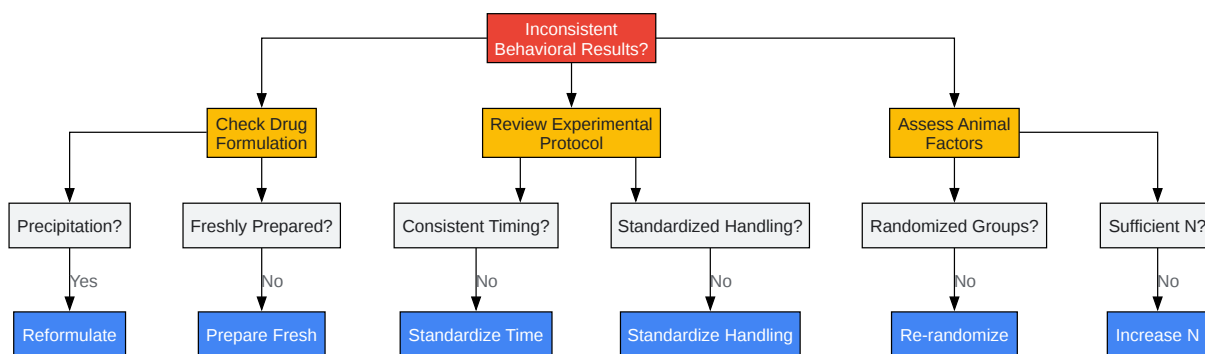 Inconsistent
Behavioral Results?
Check Drug
Formulation
Review Experimental
Protocol
Assess Animal
Factors
Precipitation?
Freshly Prepared?
Consistent Timing?
Standardized Handling?
Randomized Groups?
Sufficient N?
Yes
No
No
No
No
No
Reformulate
Prepare Fresh
Standardize Time
Standardize Handling
Re-randomize
Increase N